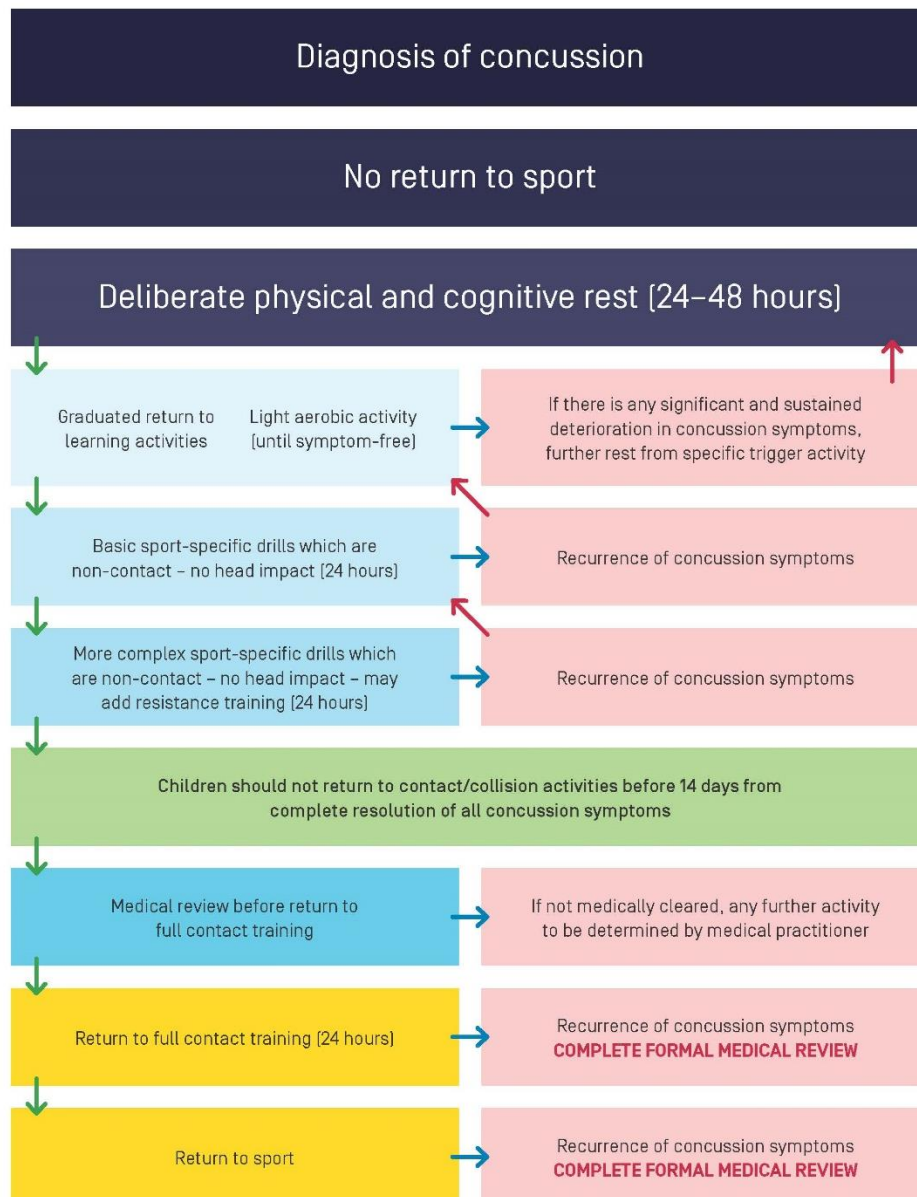 Diagnosis of concussion
No return to sport
Deliberate physical and cognitive rest (24–48 hours)
Graduated return to
learning activities
Light aerobic activity
(until symptom-free)
If there is any significant and sustained
deterioration in concussion symptoms,
further rest from specific trigger activity
Basic sport-specific drills which are
non-contact – no head impact (24 hours)
Recurrence of concussion symptoms
More complex sport-specific drills which
are non-contact – no head impact – may
add resistance training (24 hours)
Recurrence of concussion symptoms
Children should not return to contact/collision activities before 14 days from
complete resolution of all concussion symptoms
Medical review before return to
full contact training
If not medically cleared, any further activity
to be determined by medical practitioner
Return to full contact training (24 hours)
Recurrence of concussion symptoms
COMPLETE FORMAL MEDICAL REVIEW
Return to sport
Recurrence of concussion symptoms
COMPLETE FORMAL MEDICAL REVIEW